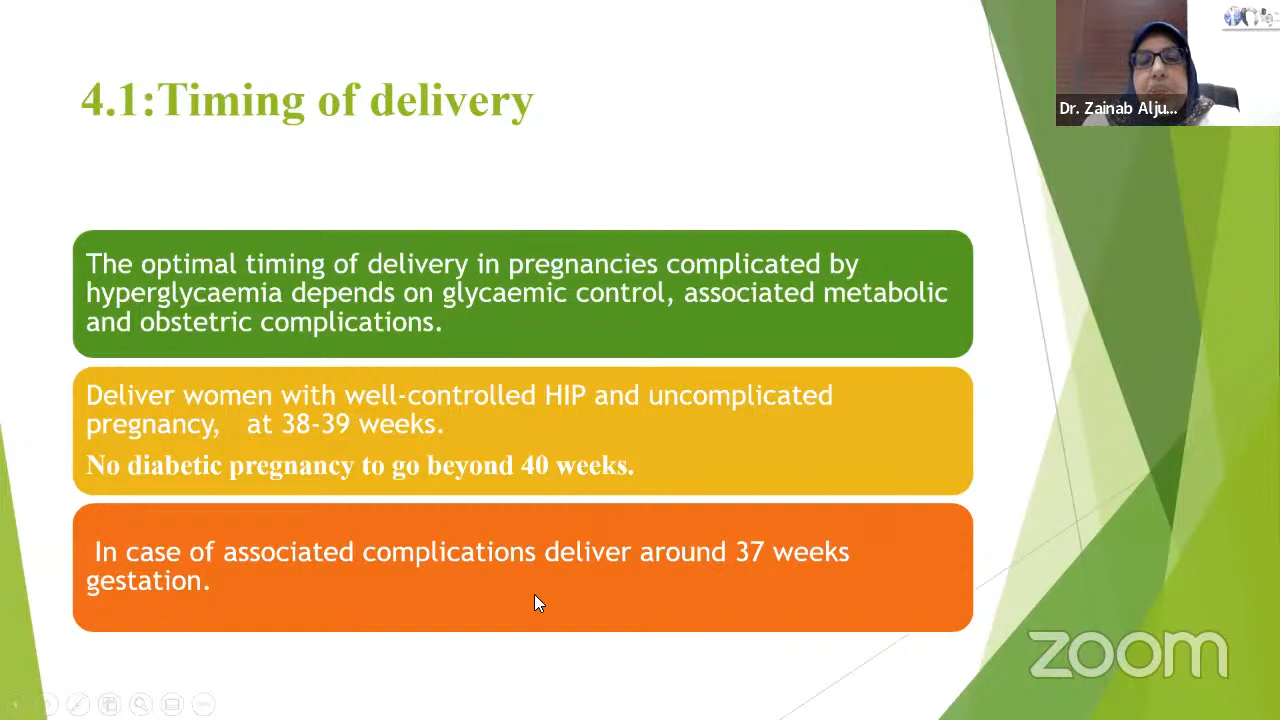 4.1:Timing of delivery
Dr. Zainab Alju...
The optimal timing of delivery in pregnancies complicated by
hyperglycaemia depends on glycaemic control, associated metabolic
and obstetric complications.
Deliver women with well-controlled HIP and uncomplicated
pregnancy, at 38-39 weeks.
No diabetic pregnancy to go beyond 40 weeks.
In case of associated complications deliver around 37 weeks
gestation.
zoom